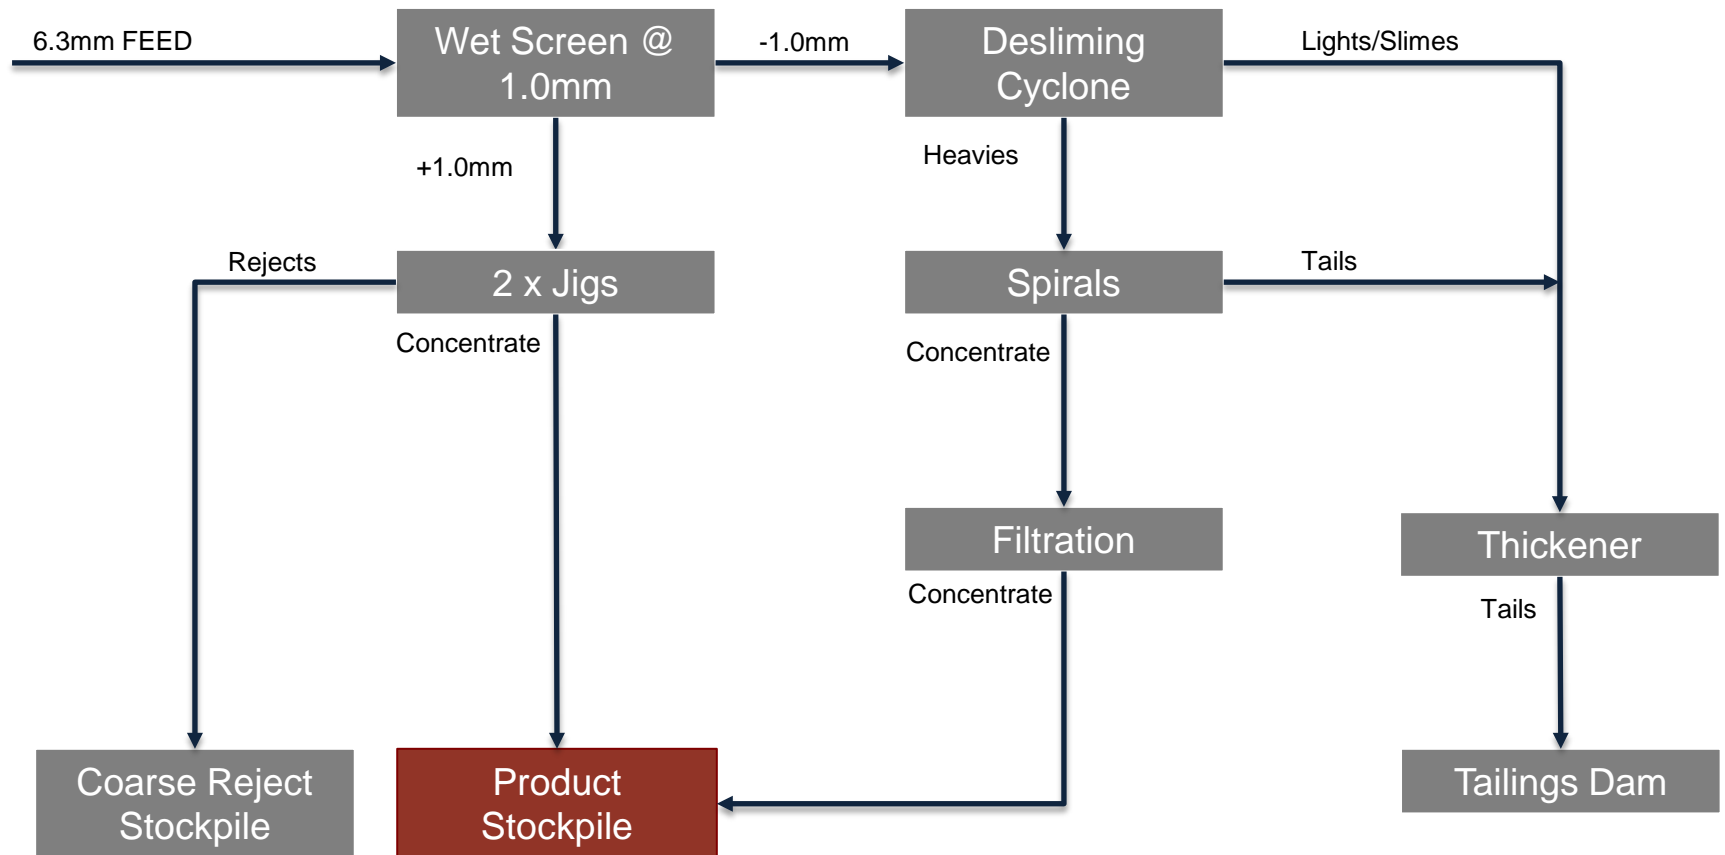 6.3mm FEED
Wet Screen @
1.0mm
-1.0mm
Desliming
Cyclone
Lights/Slimes
+1.0mm
Heavies
Rejects
2 x Jigs
Spirals
Tails
Concentrate
Concentrate
Filtration
Thickener
Concentrate
Tails
Coarse Reject
Stockpile
Product
Stockpile
Tailings Dam